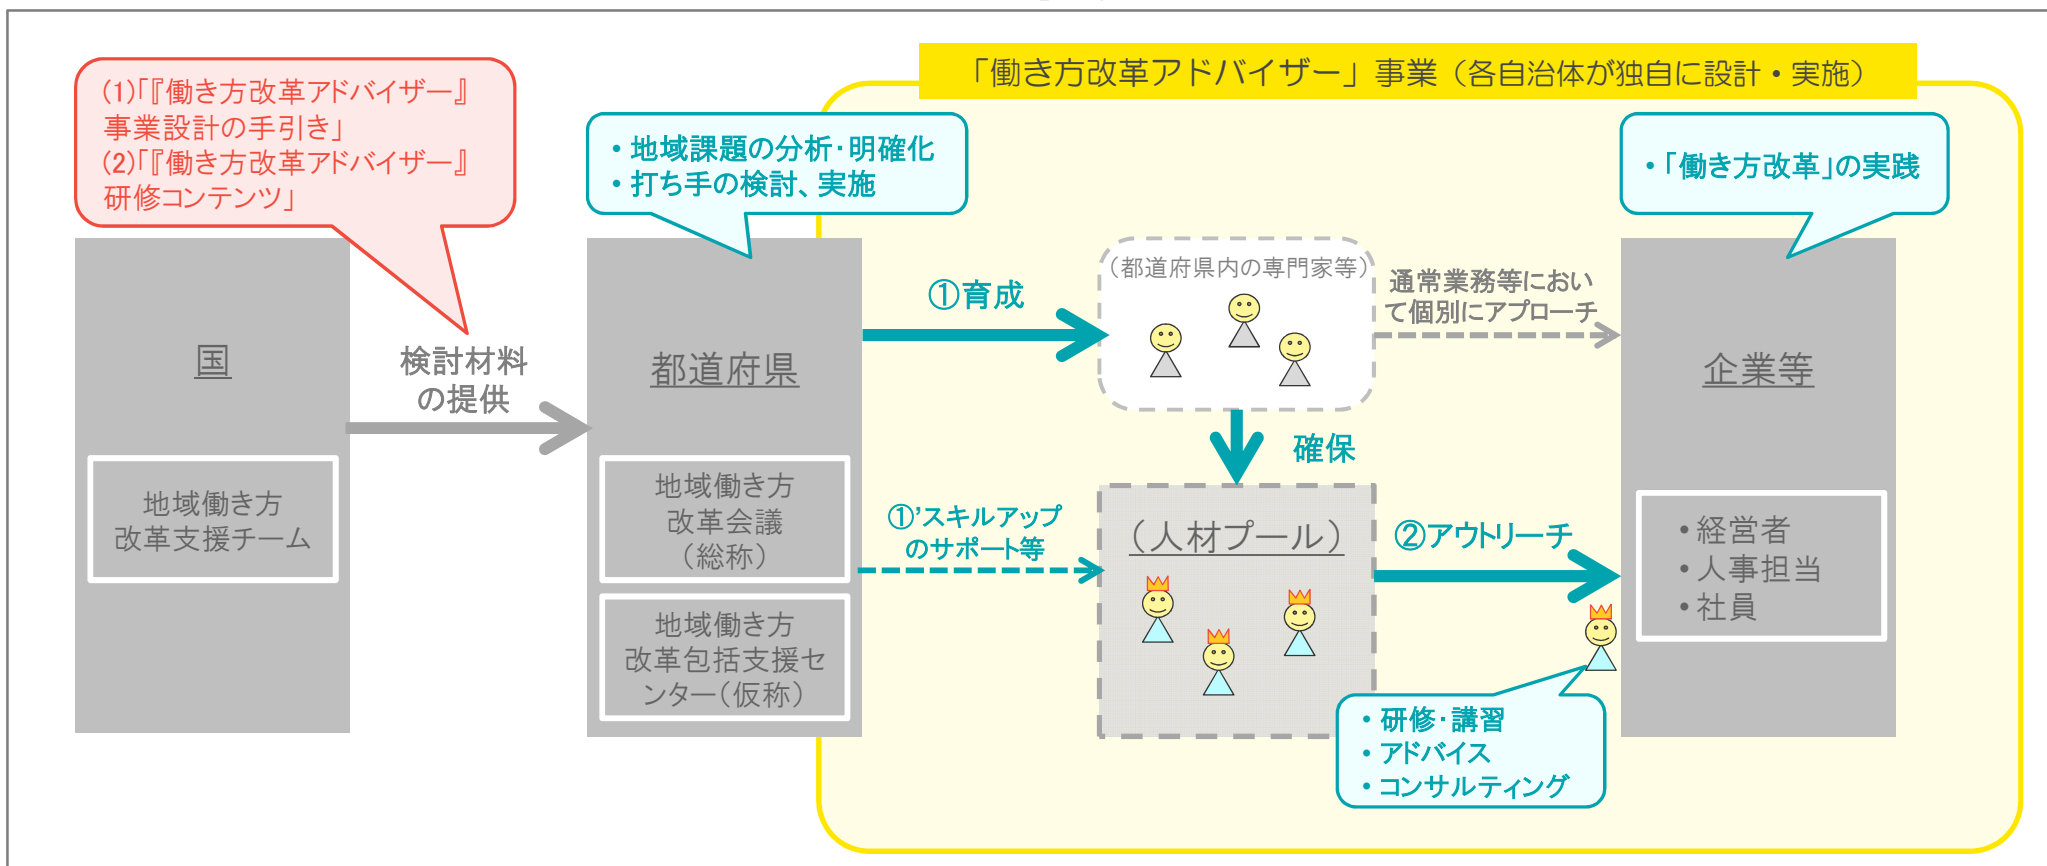 「働き方改革アドバイザー」事業（各自治体が独自に設計・実施）
(1)「『働き方改革アドバイザー』
事業設計の手引き」
(2)「『働き方改革アドバイザー』
研修コンテンツ」
・地域課題の分析・明確化
・打ち手の検討、実施
・「働き方改革」の実践
国
地域働き方
改革支援チーム
検討材料
の提供
都道府県
地域働き方
改革会議
（総称）
地域働き方
改革包括支援セ
ンター（仮称）
①育成
（都道府県内の専門家等）
通常業務等におい
て個別にアプローチ
確保
①’スキルアップ
のサポート等
（人材プール）
②アウトリーチ
・研修・講習
・アドバイス
・コンサルティング
企業等
・経営者
・人事担当
・社員